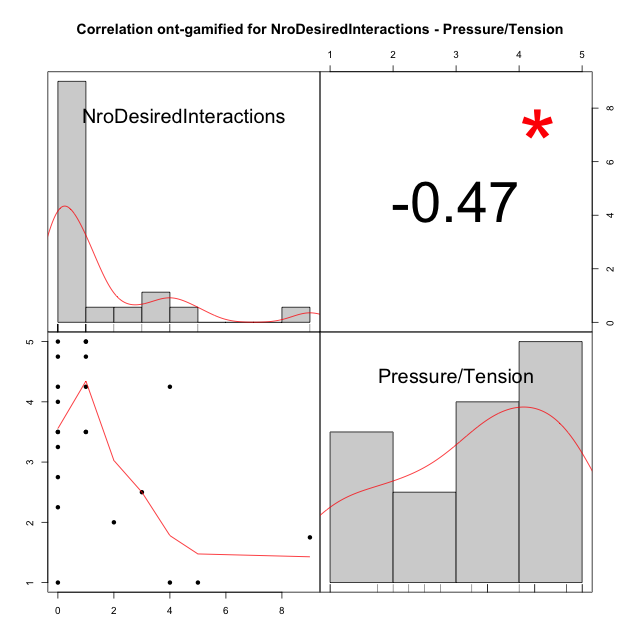 Correlation ont-gamified for NroDesiredInteractions - Pressure/Tension
1 2 3 4 5
NroDesiredInteractions
*
-0.47
8
6
4
2
0
5
4
3
2
1
Pressure/Tension
0 2 4 6 8